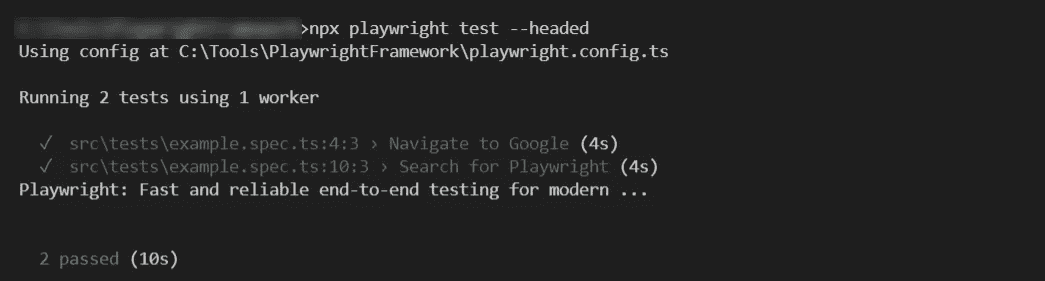 >npx playwright test --headed
Using config at C:\Tools\PlaywrightFramework\playwright.config.ts
Running 2 tests using 1 worker
✓ src\tests\example.spec.ts:4:3 › Navigate to Google (4s)
✓ src\tests\example.spec.ts:10:3 › Search for Playwright (4s)
Playwright: Fast and reliable end-to-end testing for modern ...
2 passed (10s)